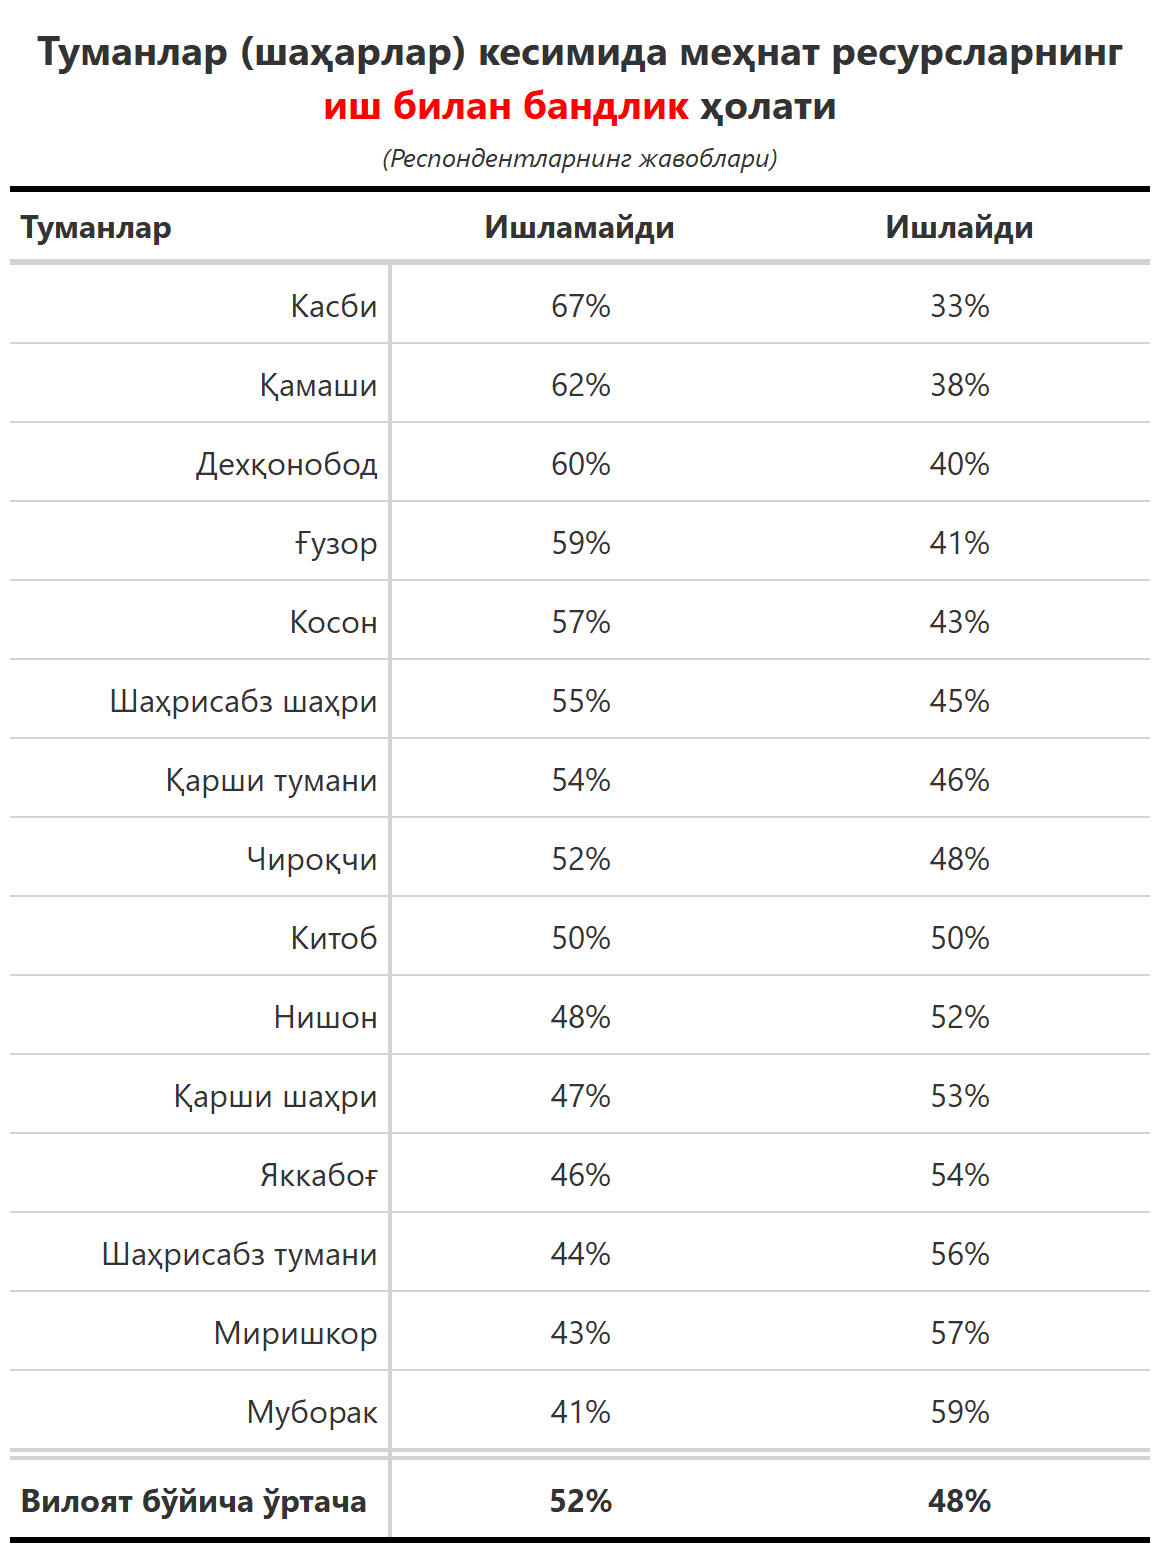 Туманлар (шаҳарлар) кесимида меҳнат ресурсларнинг
иш билан бандлик ҳолати
(Респондентларнинг жавоблари)
Туманлар Ишламайди Ишлайди
Касби 67% 33%
Қамаши 62% 38%
Дехқонобод 60% 40%
Ғузор 59% 41%
Косон 57% 43%
Шаҳрисабз шаҳри 55% 45%
Қарши тумани 54% 46%
Чироқчи 52% 48%
Китоб 50% 50%
Нишон 48% 52%
Қарши шаҳри 47% 53%
Яккабоғ 46% 54%
Шаҳрисабз тумани 44% 56%
Миришкор 43% 57%
Муборак 41% 59%
Вилоят бўйича ўртача 52% 48%